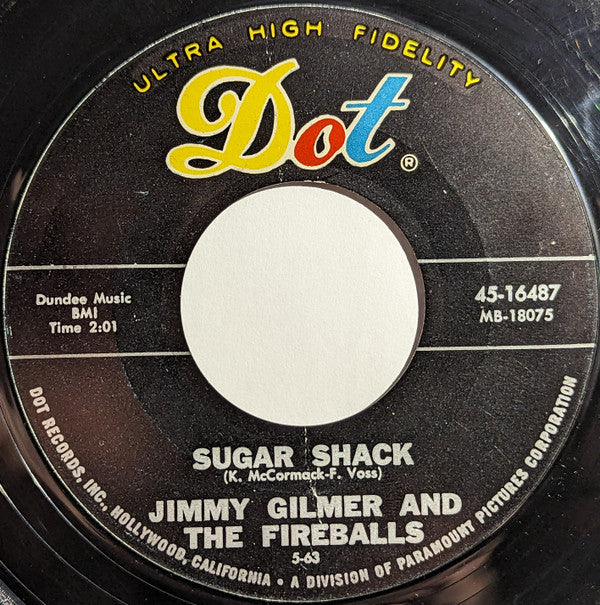 ULTRA HIGH FIDELITY
Dot®
Dundee Music
BMI
Time 2:01
45-16487
MB-18075
SUGAR SHACK
(K. McCormack-F. Voss)
JIMMY GILMER AND
THE FIREBALLS
5-63
DOT RECORDS, INC., HOLLYWOOD, CALIFORNIA • A DIVISION OF PARAMOUNT PICTURES CORPORATION